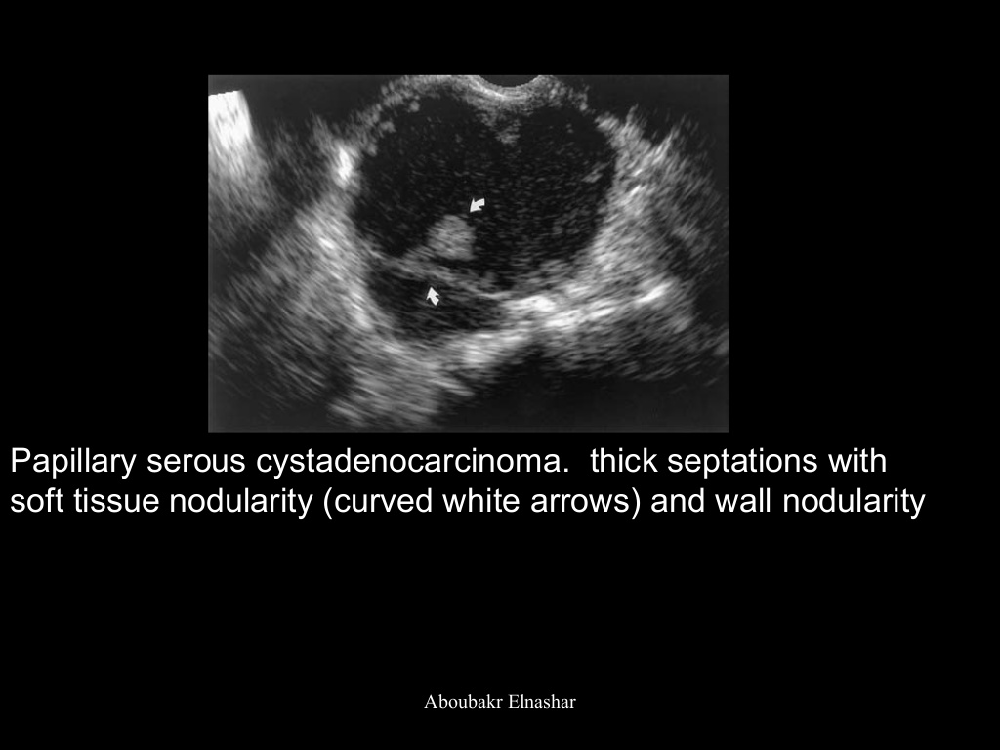 Papillary serous cystadenocarcinoma.  thick septations with
soft tissue nodularity (curved white arrows) and wall nodularity
Aboubakr Elnashar